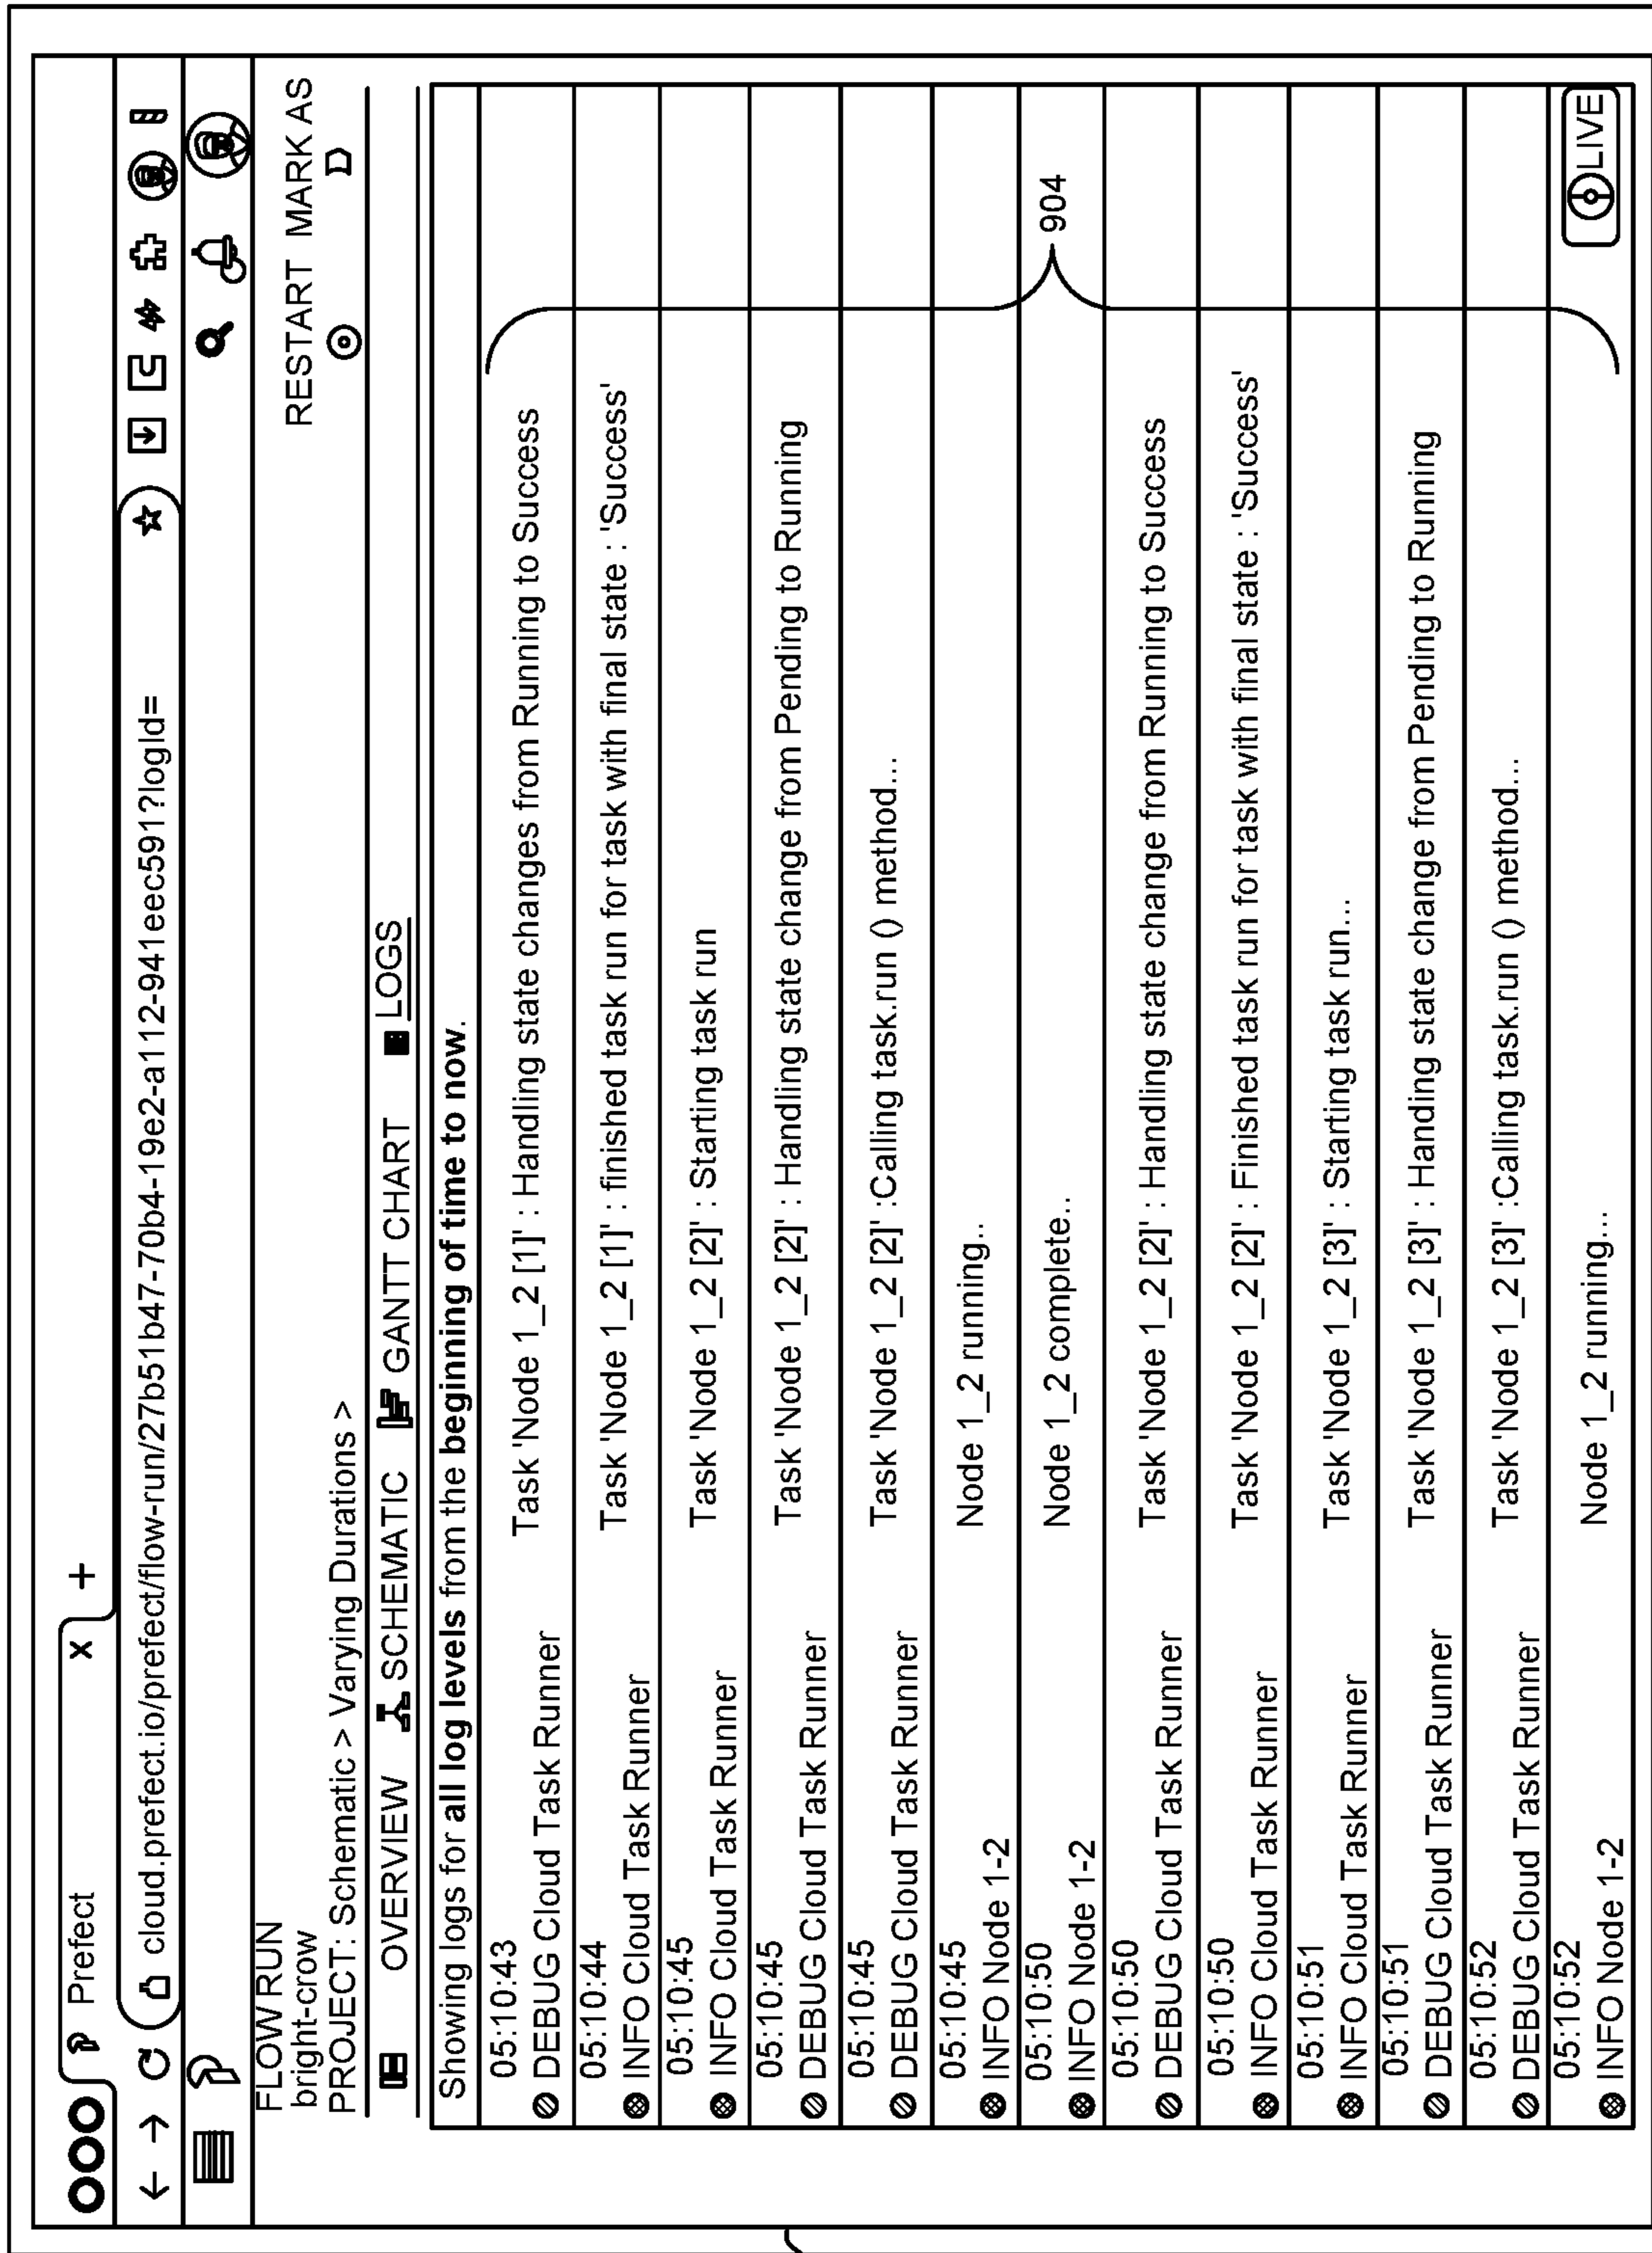 Prefect x +
cloud.prefect.io/prefect/flow-run/27b51b47-70b4-19e2-a112-941eec591?logId=
FLOW RUN
bright-crow
PROJECT: Schematic > Varying Durations >
RESTART MARK AS
OVERVIEW SCHEMATIC GANTT CHART LOGS
Showing logs for all log levels from the beginning of time to now.
05:10:43
DEBUG Cloud Task Runner Task 'Node 1_2 [1]' : Handling state changes from Running to Success
05:10:44
INFO Cloud Task Runner Task 'Node 1_2 [1]' : finished task run for task with final state : 'Success'
05:10:45
INFO Cloud Task Runner Task 'Node 1_2 [2]' : Starting task run
05:10:45
DEBUG Cloud Task Runner Task 'Node 1_2 [2]' : Handling state change from Pending to Running
05:10:45
DEBUG Cloud Task Runner Task 'Node 1_2 [2]' :Calling task.run () method...
05:10:45
INFO Node 1-2 Node 1_2 running..
05:10:50
INFO Node 1-2 Node 1_2 complete..
904
05:10:50
DEBUG Cloud Task Runner Task 'Node 1_2 [2]' : Handling state change from Running to Success
05:10:50
INFO Cloud Task Runner Task 'Node 1_2 [2]' : Finished task run for task with final state : 'Success'
05:10:51
INFO Cloud Task Runner Task 'Node 1_2 [3]' : Starting task run...
05:10:51
DEBUG Cloud Task Runner Task 'Node 1_2 [3]' : Handing state change from Pending to Running
05:10:52
DEBUG Cloud Task Runner Task 'Node 1_2 [3]' :Calling task.run () method...
05:10:52
INFO Node 1-2 Node 1_2 running...
LIVE